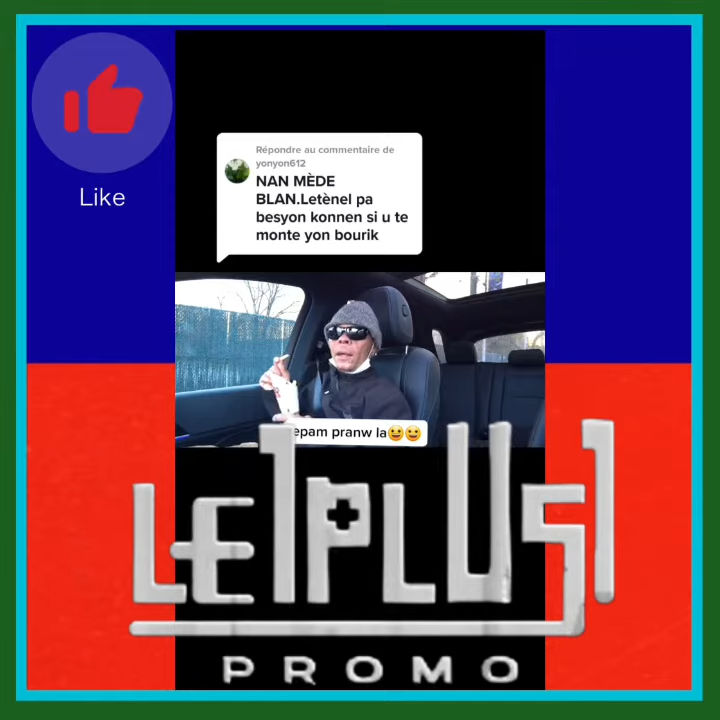 Répondre au commentaire de
yonyon612
NAN MÈDE
BLAN.Letènel pa
besyon konnen si u te
monte yon bourik
Like
epam pranw la😀😀
LE1PLUS1
PROMO